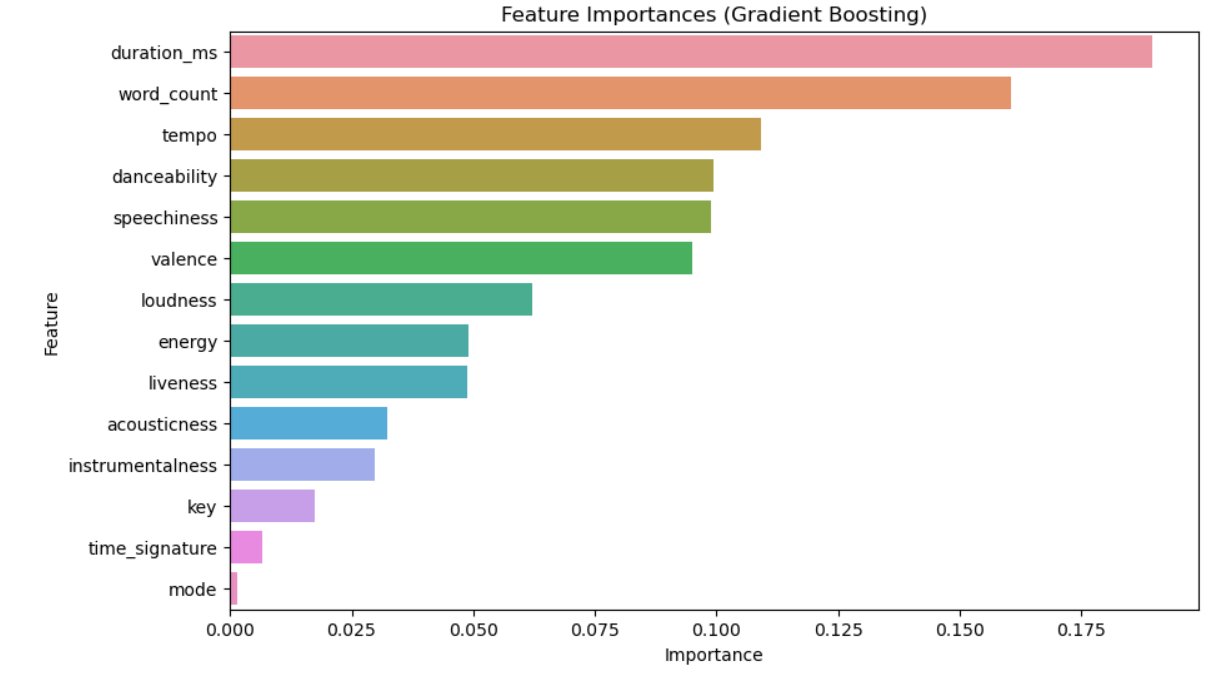 Feature Importances (Gradient Boosting)
duration_ms
word_count
tempo
danceability
speechiness
valence
loudness
energy
liveness
acousticness
instrumentalness
key
time_signature
mode
Feature
0.000 0.025 0.050 0.075 0.100 0.125 0.150 0.175
Importance